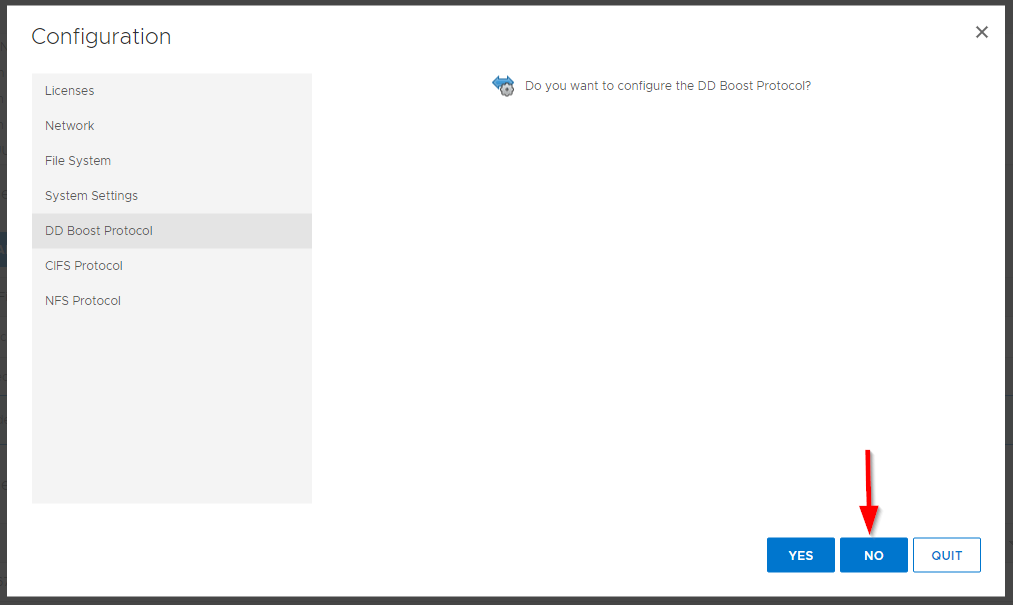 Configuration
Licenses
Network
File System
System Settings
DD Boost Protocol
CIFS Protocol
NFS Protocol
Do you want to configure the DD Boost Protocol?
YES
NO
QUIT